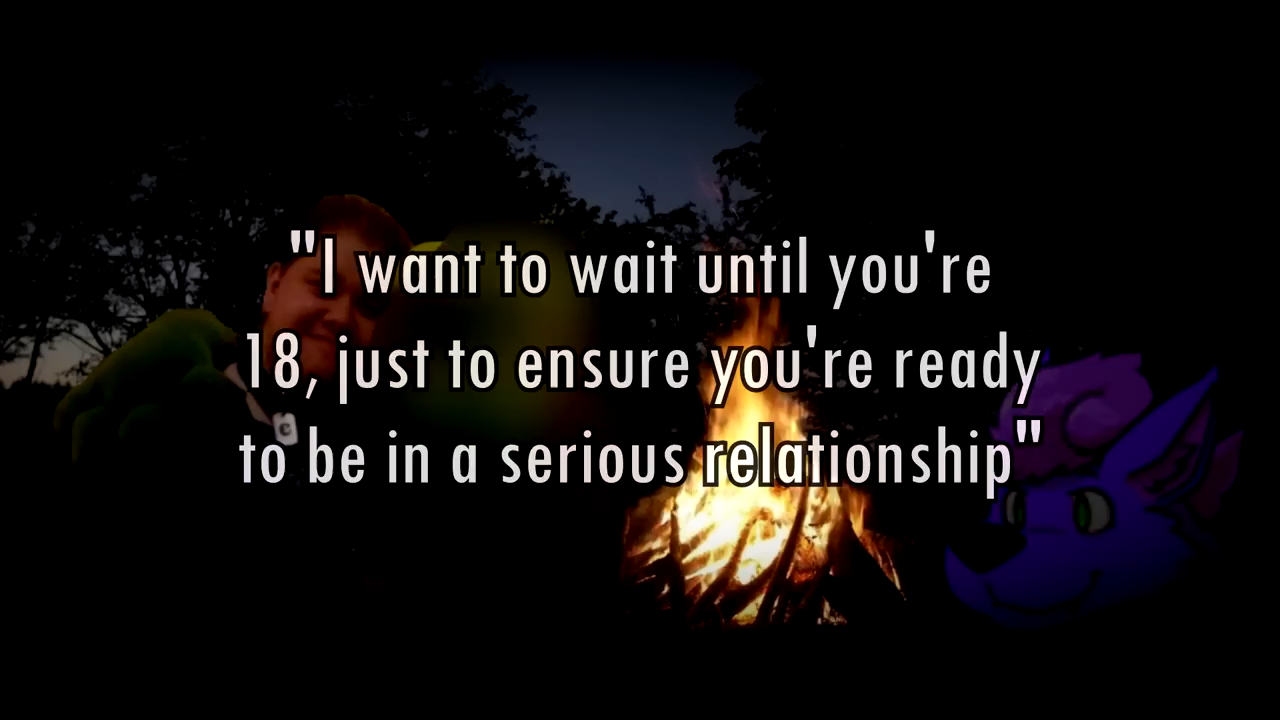 "I want to wait until you're
18, just to ensure you're ready
to be in a serious relationship"